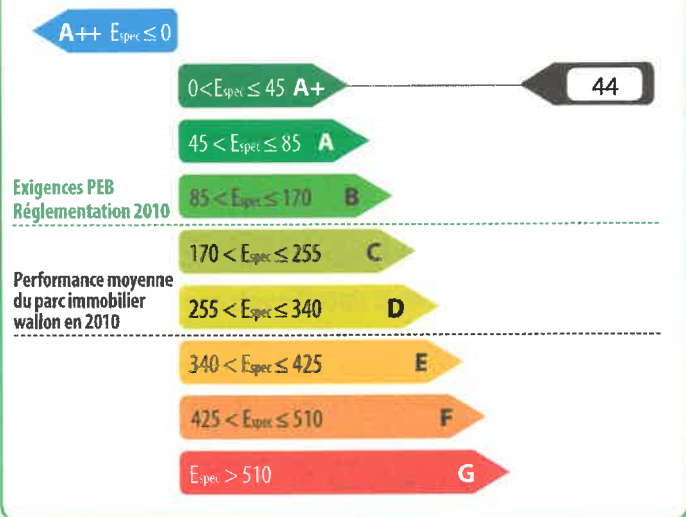 A++ Espec ≤ 0
0 < Espec ≤ 45 A+
44
45 < Espec ≤ 85 A
Exigences PEB
Réglementation 2010
85 < Espec ≤ 170 B
170 < Espec ≤ 255 C
Performance moyenne
du parc immobilier
wallon en 2010
255 < Espec ≤ 340 D
340 < Espec ≤ 425 E
425 < Espec ≤ 510 F
Espec > 510 G